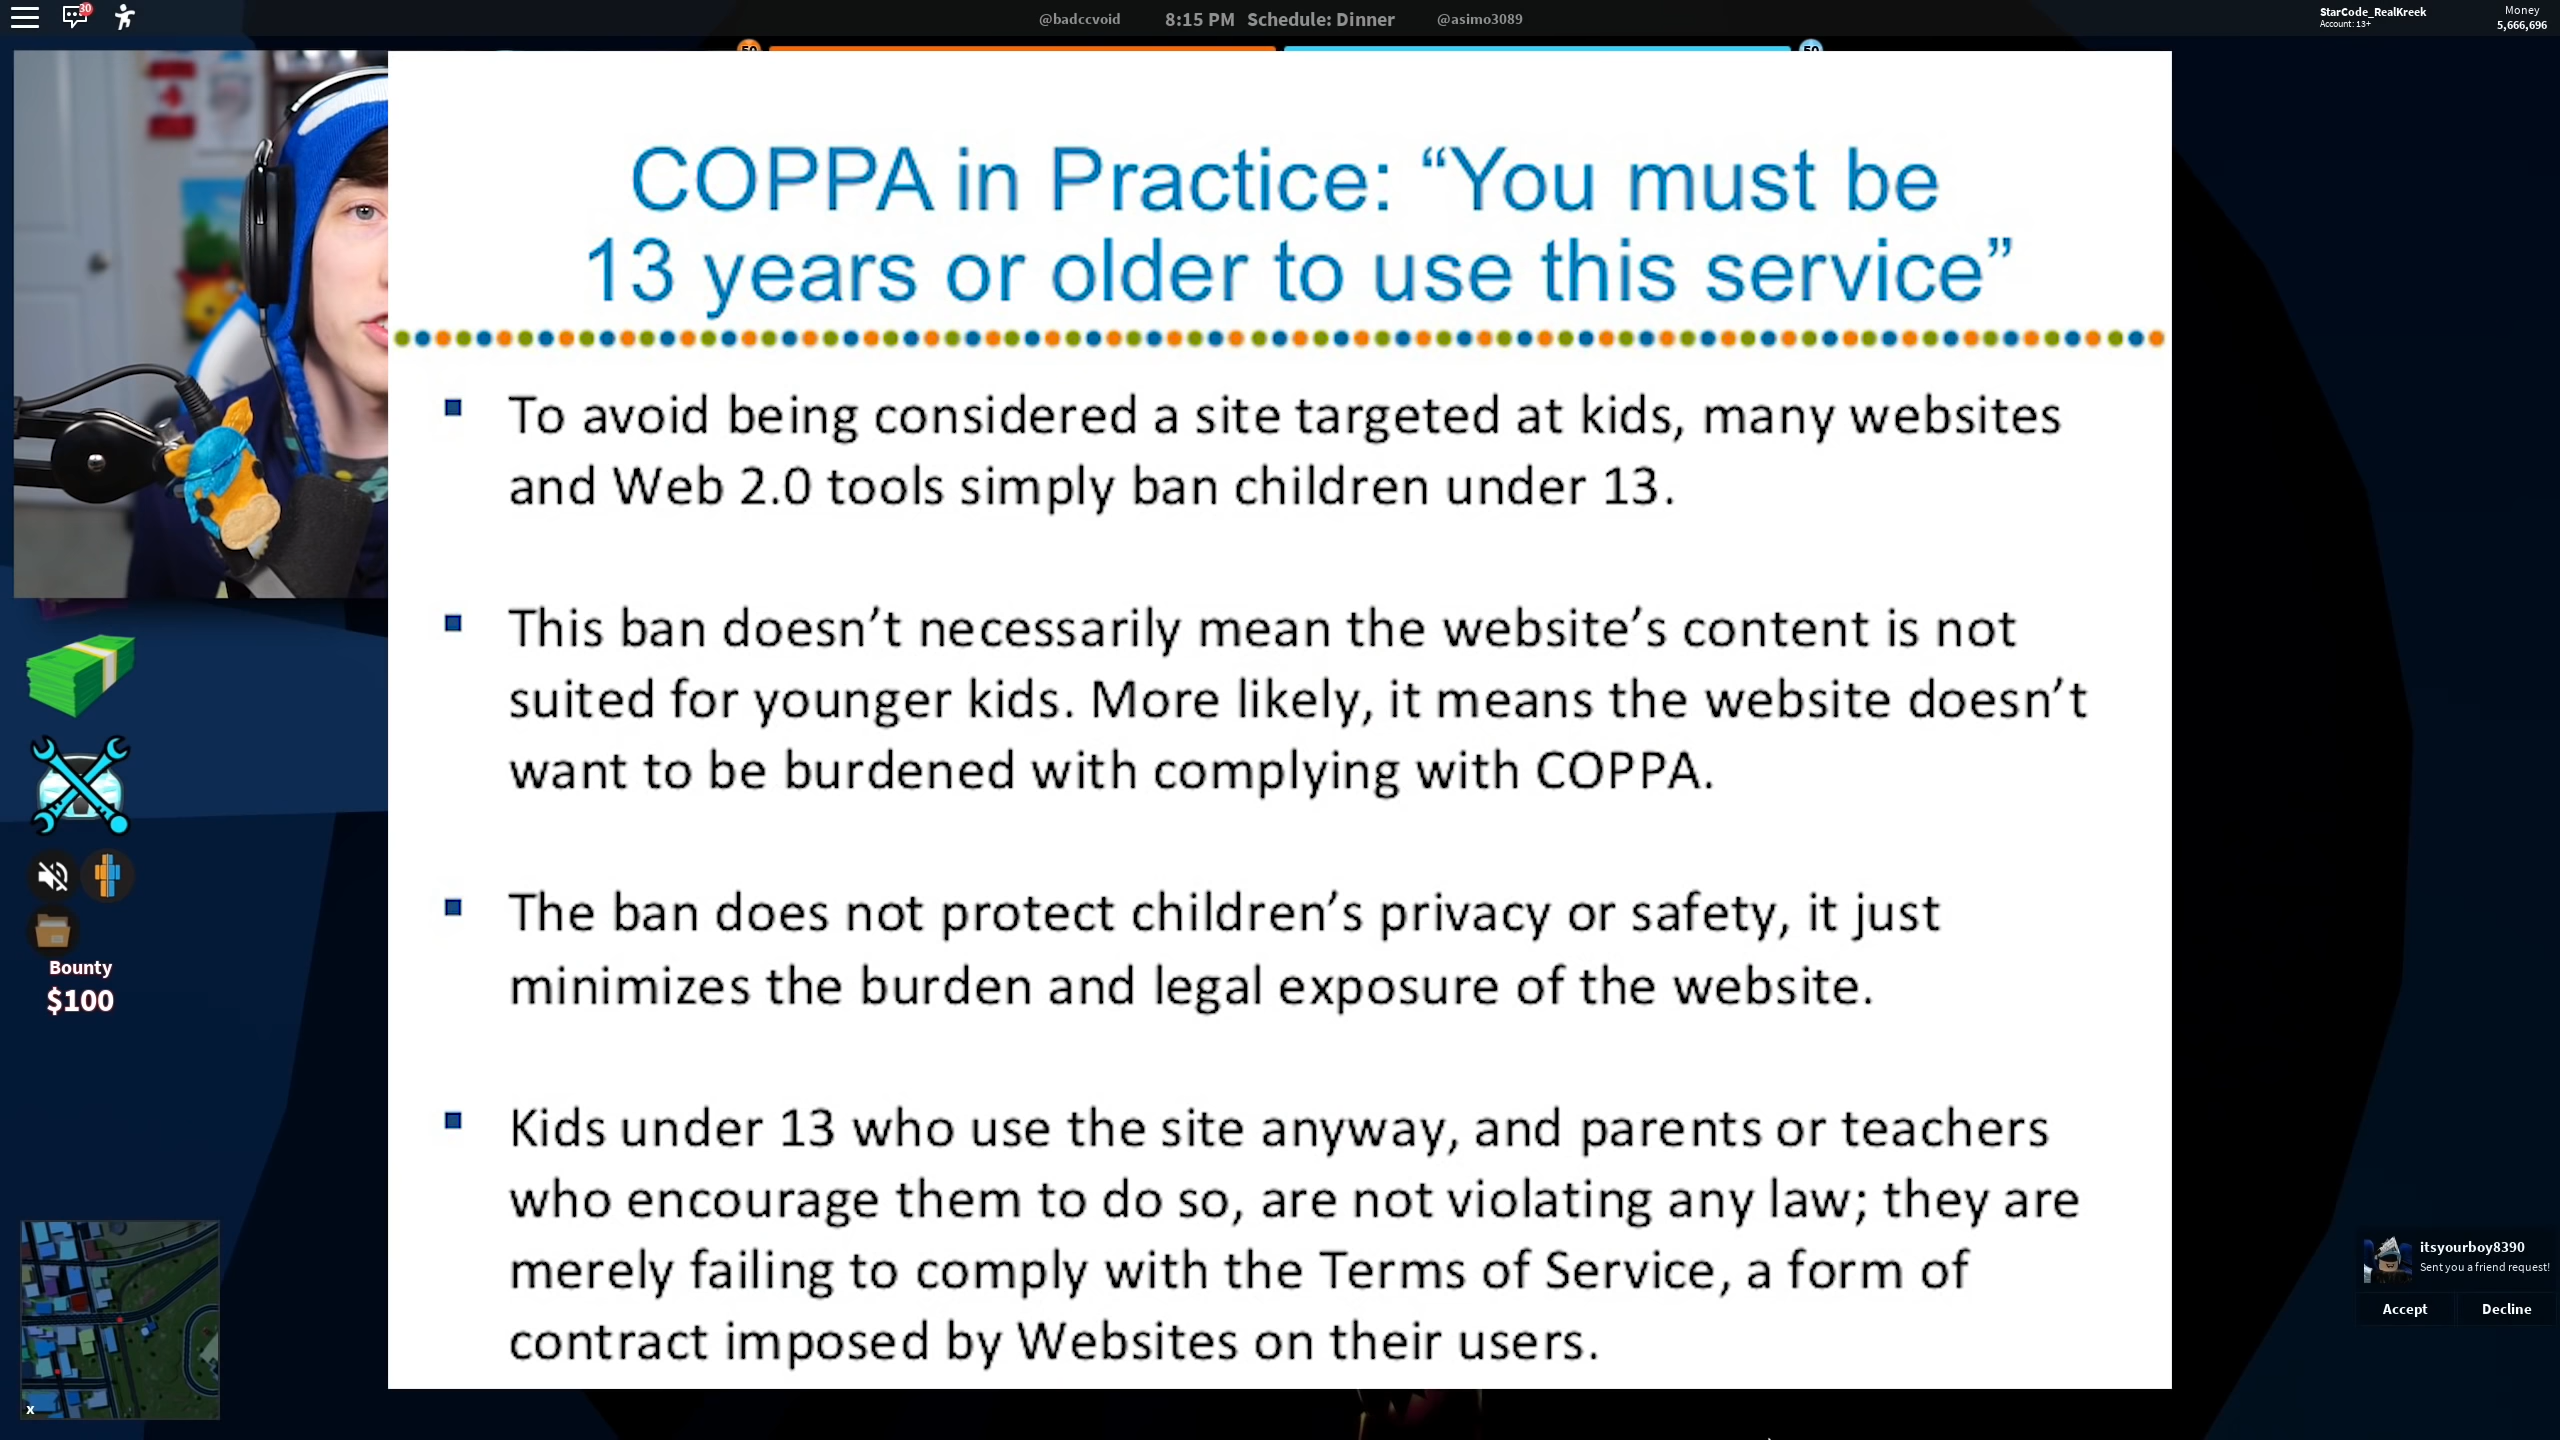 @badccvoid 8:15 PM Schedule: Dinner @asimo3089
StarCode_RealKreek
Account: 13+
Money
5,666,696
30
50 50
COPPA in Practice: “You must be
13 years or older to use this service”
To avoid being considered a site targeted at kids, many websites
and Web 2.0 tools simply ban children under 13.
This ban doesn’t necessarily mean the website’s content is not
suited for younger kids. More likely, it means the website doesn’t
want to be burdened with complying with COPPA.
The ban does not protect children’s privacy or safety, it just
minimizes the burden and legal exposure of the website.
Kids under 13 who use the site anyway, and parents or teachers
who encourage them to do so, are not violating any law; they are
merely failing to comply with the Terms of Service, a form of
contract imposed by Websites on their users.
Bounty
$100
x
itsyourboy8390
Sent you a friend request!
Accept Decline